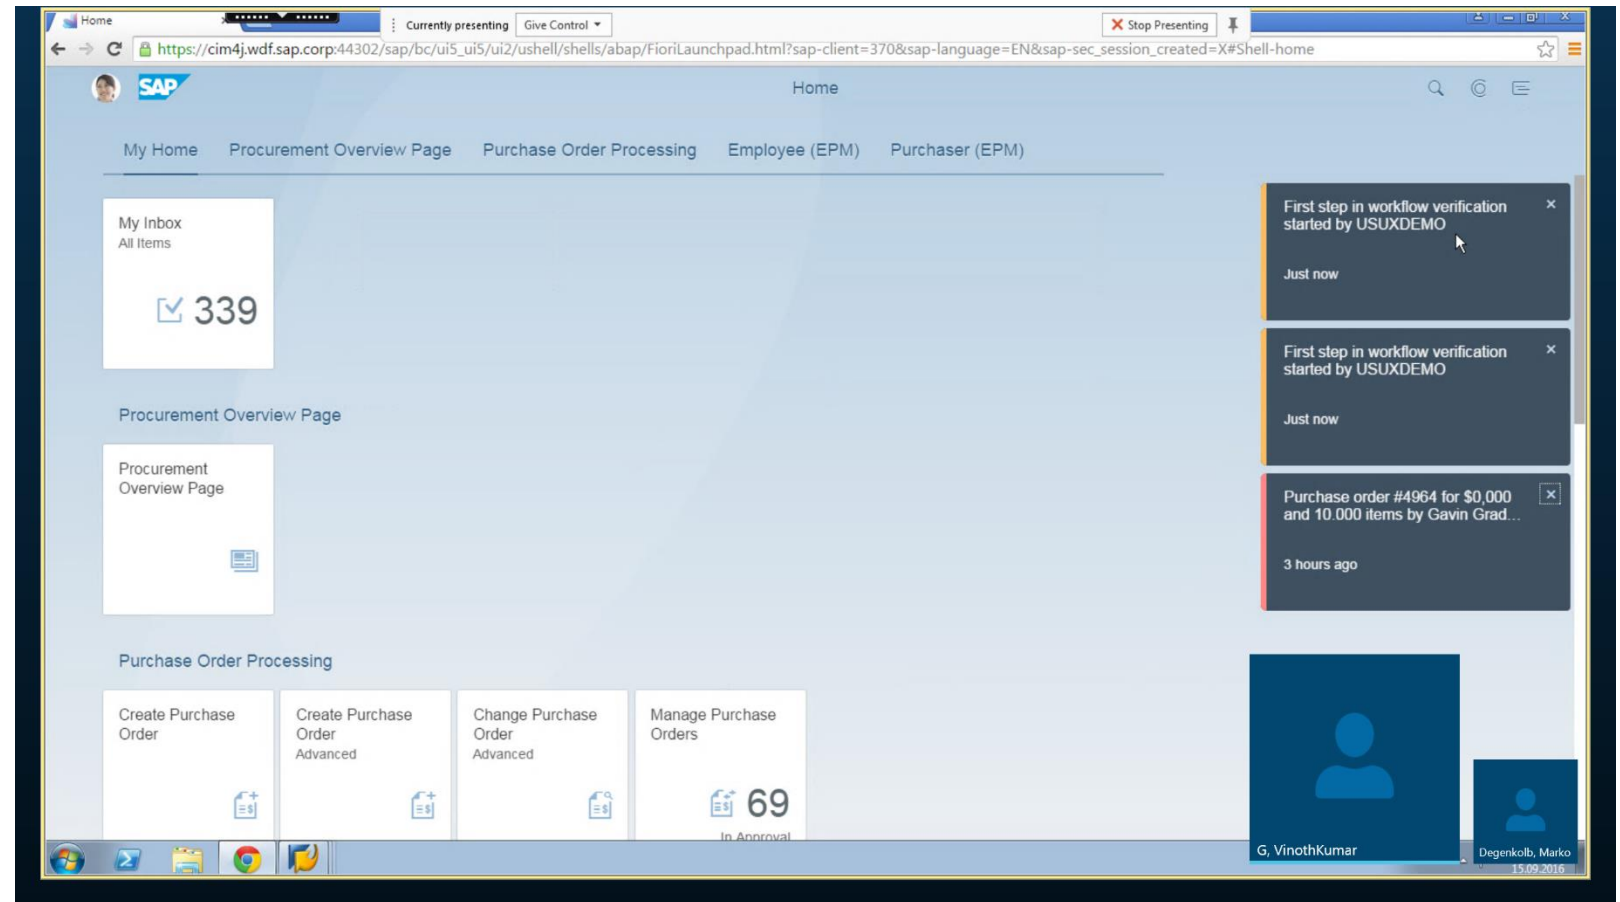 Home
Currently presenting Give Control
Stop Presenting
https://cim4j.wdf.sap.corp:44302/sap/bc/ui5_ui5/ui2/ushell/shells/abap/FioriLaunchpad.html?sap-client=370&sap-language=EN&sap-sec_session_created=X#Shell-home
SAP
Home
My Home Procurement Overview Page Purchase Order Processing Employee (EPM) Purchaser (EPM)
My Inbox
All Items
339
Procurement Overview Page
Procurement
Overview Page
Purchase Order Processing
Create Purchase
Order
Create Purchase
Order
Advanced
Change Purchase
Order
Advanced
Manage Purchase
Orders
69
In Approval
First step in workflow verification
started by USUXDEMO
Just now
First step in workflow verification
started by USUXDEMO
Just now
Purchase order #4964 for $0,000
and 10.000 items by Gavin Grad...
3 hours ago
G, VinothKumar
Degenkolb, Marko
15.09.2016